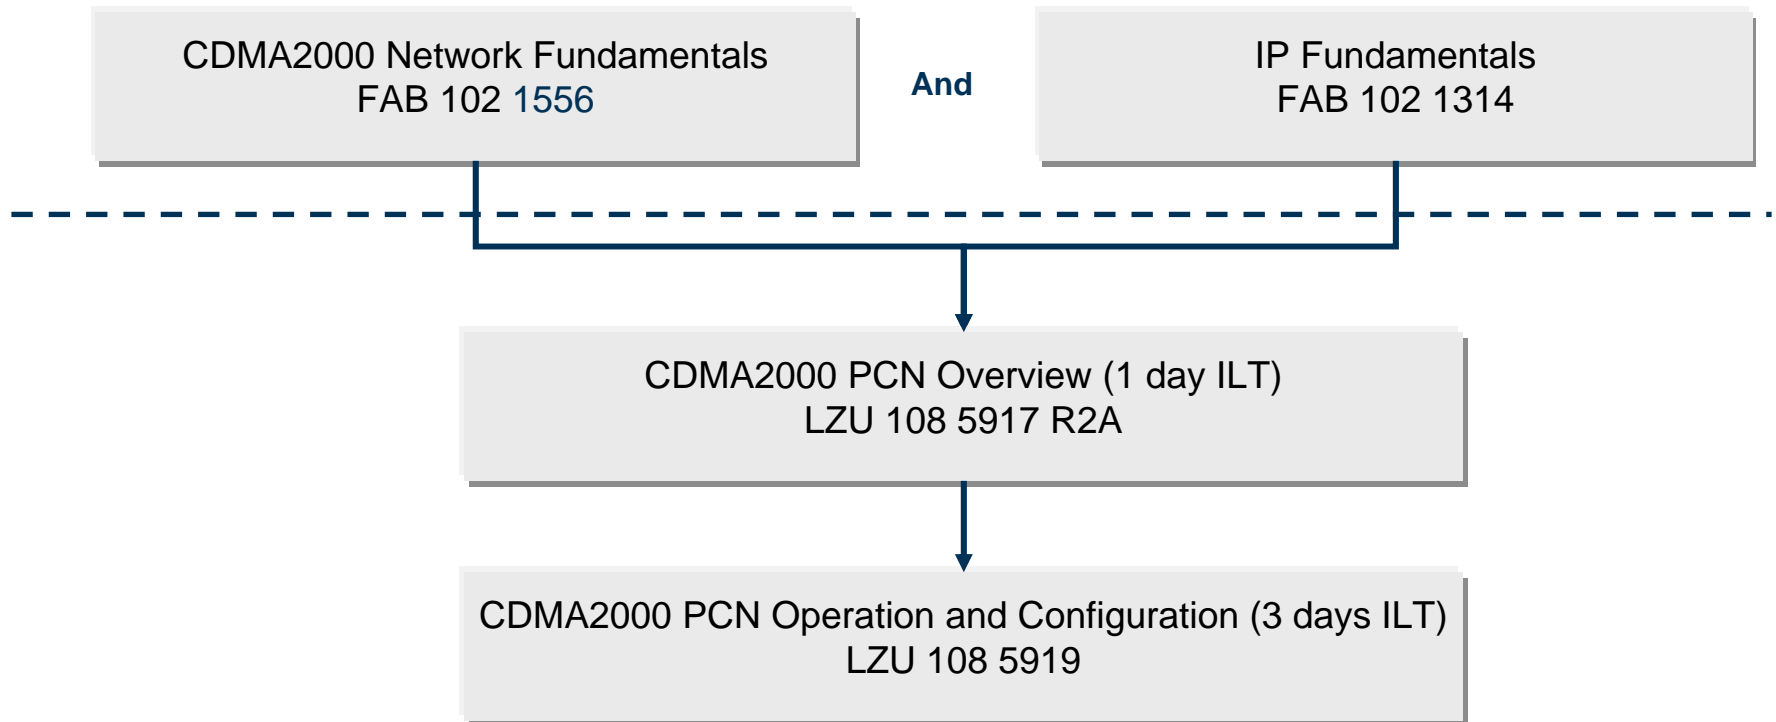 CDMA2000 Network Fundamentals
FAB 102 1556
And
IP Fundamentals
FAB 102 1314
CDMA2000 PCN Overview (1 day ILT)
LZU 108 5917 R2A
CDMA2000 PCN Operation and Configuration (3 days ILT)
LZU 108 5919